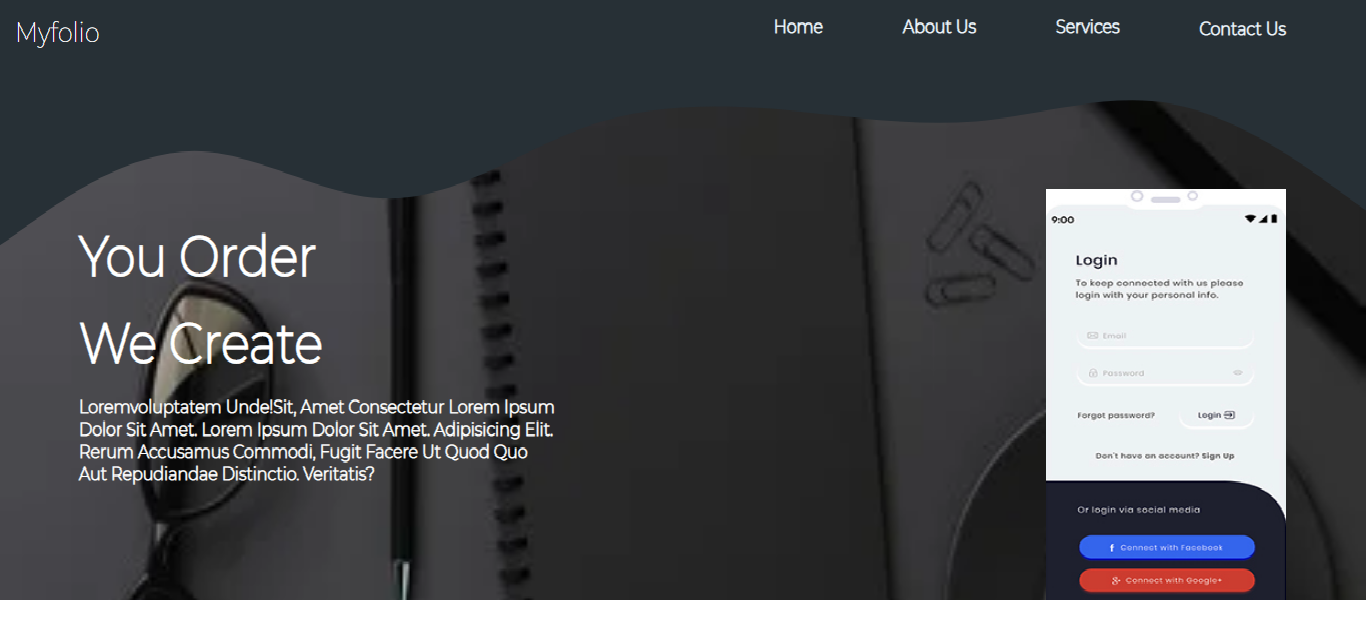 Myfolio
Home
About Us
Services
Contact Us
You Order
We Create
Loremvoluptatem Unde!Sit, Amet Consectetur Lorem Ipsum
Dolor Sit Amet. Lorem Ipsum Dolor Sit Amet. Adipisicing Elit.
Rerum Accusamus Commodi, Fugit Facere Ut Quod Quo
Aut Repudiandae Distinctio. Veritatis?
9:00
Login
To keep connected with us please
login with your personal info.
Email
Password
Forgot password?
Login
Don't have an account? Sign Up
Or login via social media
f Connect with Facebook
g+ Connect with Google+